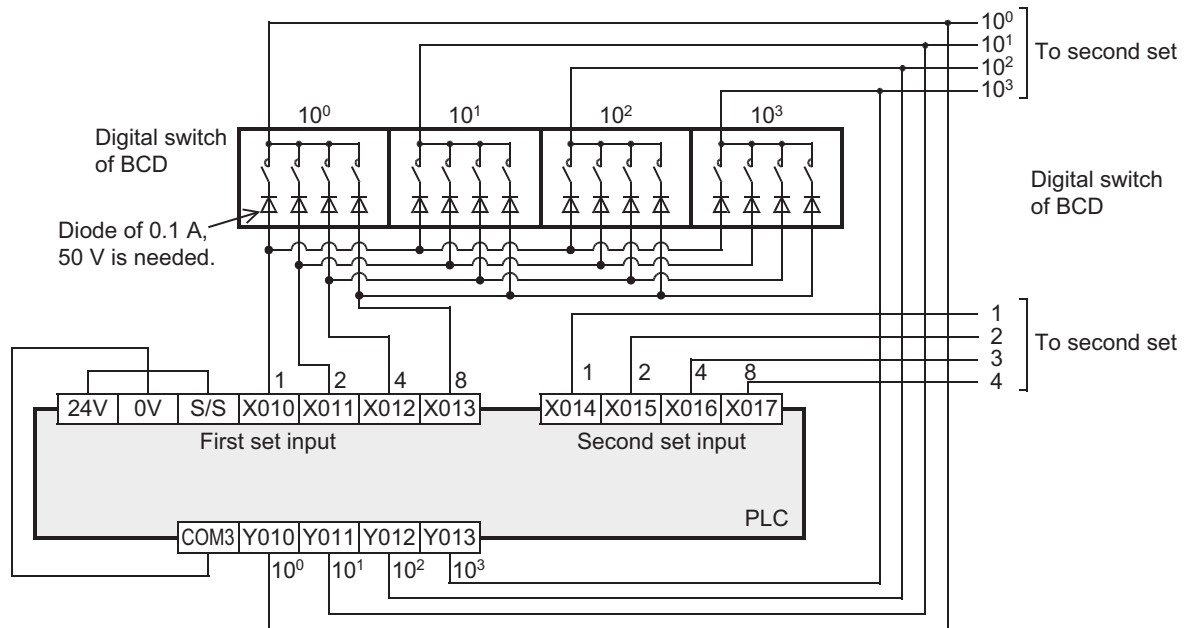 10⁰
10¹
10²
10³
To second set
10⁰ 10¹ 10² 10³
Digital switch
of BCD
Diode of 0.1 A,
50 V is needed.
Digital switch
of BCD
1
2
3
4
To second set
1 2 4 8
1 2 4 8
24V 0V S/S X010 X011 X012 X013
X014 X015 X016 X017
First set input
Second set input
PLC
COM3 Y010 Y011 Y012 Y013
10⁰ 10¹ 10² 10³